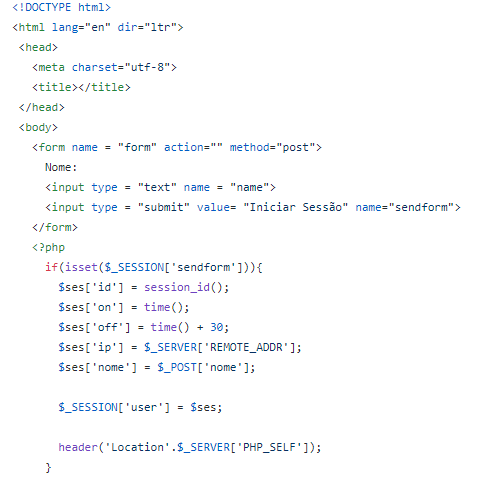 <!DOCTYPE html>
<html lang="en" dir="ltr">
<head>
<meta charset="utf-8">
<title></title>
</head>
<body>
<form name = "form" action="" method="post">
Nome:
<input type = "text" name = "name">
<input type = "submit" value= "Iniciar Sessão" name="sendform">
</form>
<?php
if(isset($_SESSION['sendform'])){
$ses['id'] = session_id();
$ses['on'] = time();
$ses['off'] = time() + 30;
$ses['ip'] = $_SERVER['REMOTE_ADDR'];
$ses['nome'] = $_POST['nome'];
$_SESSION['user'] = $ses;
header('Location'.$_SERVER['PHP_SELF']);
}